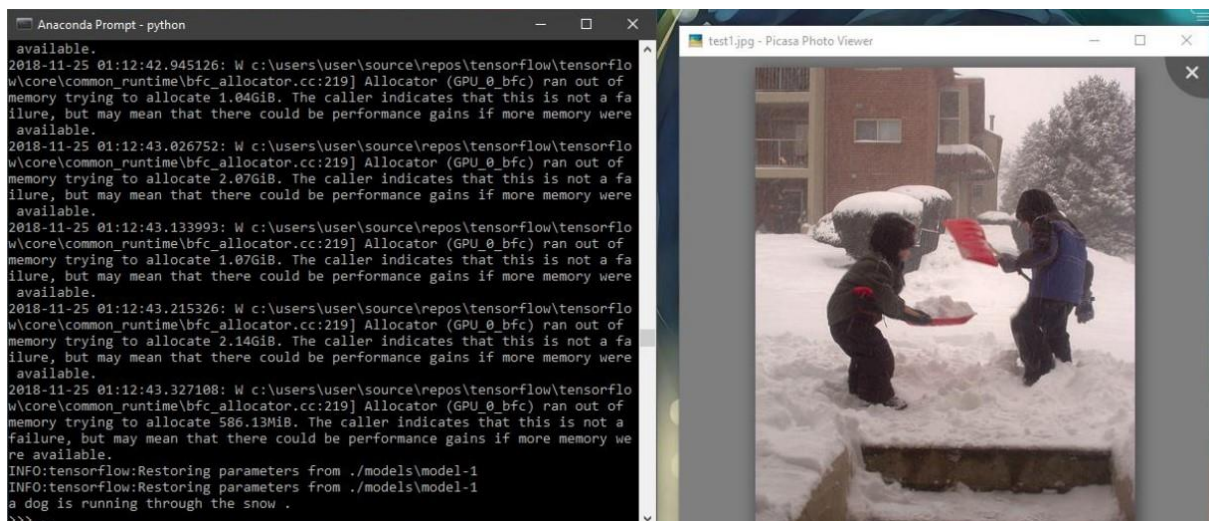 Anaconda Prompt - python
available.
2018-11-25 01:12:42.945126: W c:\users\user\source\repos\tensorflow\tensorflo
w\core\common_runtime\bfc_allocator.cc:219] Allocator (GPU_0_bfc) ran out of
memory trying to allocate 1.04GiB. The caller indicates that this is not a fa
ilure, but may mean that there could be performance gains if more memory were
available.
2018-11-25 01:12:43.026752: W c:\users\user\source\repos\tensorflow\tensorflo
w\core\common_runtime\bfc_allocator.cc:219] Allocator (GPU_0_bfc) ran out of
memory trying to allocate 2.07GiB. The caller indicates that this is not a fa
ilure, but may mean that there could be performance gains if more memory were
available.
2018-11-25 01:12:43.133993: W c:\users\user\source\repos\tensorflow\tensorflo
w\core\common_runtime\bfc_allocator.cc:219] Allocator (GPU_0_bfc) ran out of
memory trying to allocate 1.07GiB. The caller indicates that this is not a fa
ilure, but may mean that there could be performance gains if more memory were
available.
2018-11-25 01:12:43.215326: W c:\users\user\source\repos\tensorflow\tensorflo
w\core\common_runtime\bfc_allocator.cc:219] Allocator (GPU_0_bfc) ran out of
memory trying to allocate 2.14GiB. The caller indicates that this is not a fa
ilure, but may mean that there could be performance gains if more memory were
available.
2018-11-25 01:12:43.327108: W c:\users\user\source\repos\tensorflow\tensorflo
w\core\common_runtime\bfc_allocator.cc:219] Allocator (GPU_0_bfc) ran out of
memory trying to allocate 586.13MiB. The caller indicates that this is not a
failure, but may mean that there could be performance gains if more memory we
re available.
INFO:tensorflow:Restoring parameters from ./models\model-1
INFO:tensorflow:Restoring parameters from ./models\model-1
a dog is running through the snow .
>>>
test1.jpg - Picasa Photo Viewer